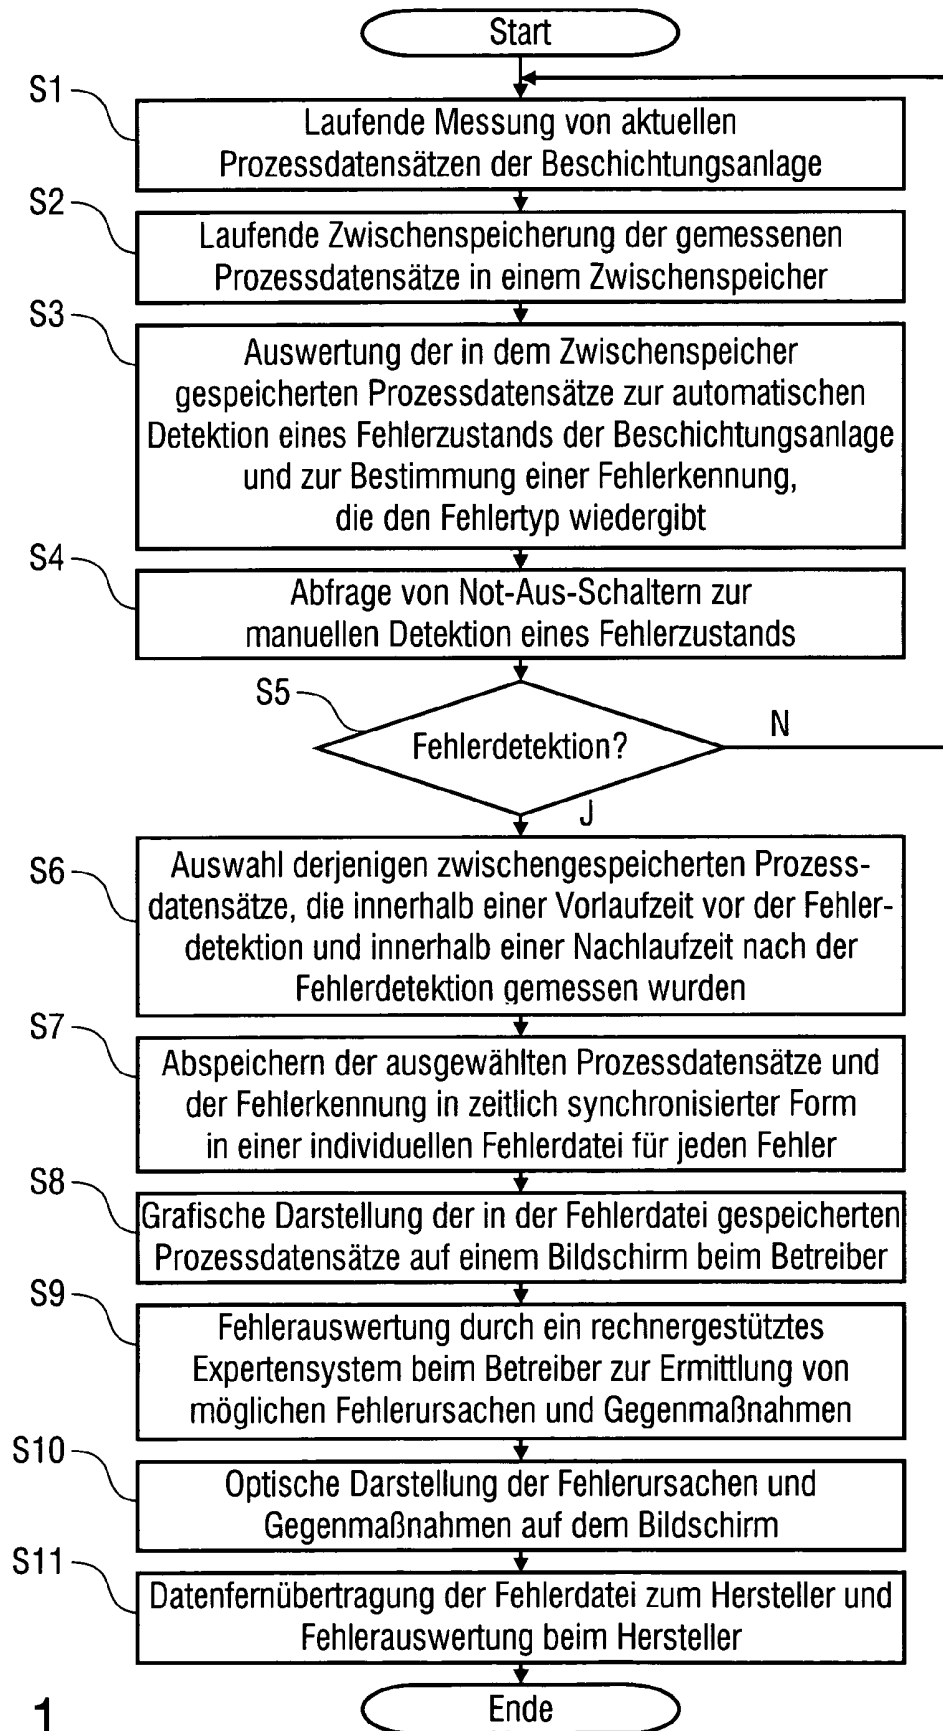 Start
S1
Laufende Messung von aktuellen
Prozessdatensätzen der Beschichtungsanlage
S2
Laufende Zwischenspeicherung der gemessenen
Prozessdatensätze in einem Zwischenspeicher
S3
Auswertung der in dem Zwischenspeicher
gespeicherten Prozessdatensätze zur automatischen
Detektion eines Fehlerzustands der Beschichtungsanlage
und zur Bestimmung einer Fehlerkennung,
die den Fehlertyp wiedergibt
S4
Abfrage von Not-Aus-Schaltern zur
manuellen Detektion eines Fehlerzustands
S5
Fehlerdetektion?
N
J
S6
Auswahl derjenigen zwischengespeicherten Prozess-
datensätze, die innerhalb einer Vorlaufzeit vor der Fehler-
detektion und innerhalb einer Nachlaufzeit nach der
Fehlerdetektion gemessen wurden
S7
Abspeichern der ausgewählten Prozessdatensätze und
der Fehlerkennung in zeitlich synchronisierter Form
in einer individuellen Fehlerdatei für jeden Fehler
S8
Grafische Darstellung der in der Fehlerdatei gespeicherten
Prozessdatensätze auf einem Bildschirm beim Betreiber
S9
Fehlerauswertung durch ein rechnergestütztes
Expertensystem beim Betreiber zur Ermittlung von
möglichen Fehlerursachen und Gegenmaßnahmen
S10
Optische Darstellung der Fehlerursachen und
Gegenmaßnahmen auf dem Bildschirm
S11
Datenfernübertragung der Fehlerdatei zum Hersteller und
Fehlerauswertung beim Hersteller
Ende
1